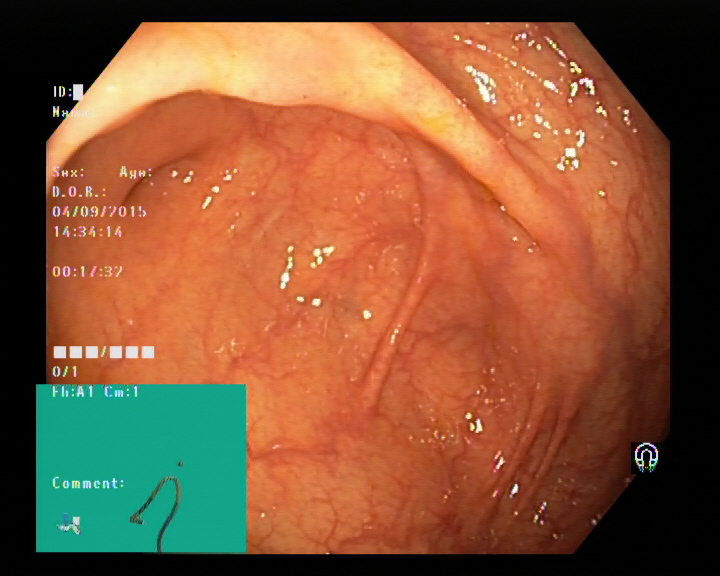 ID:
Name:
Sex: Age:
D.O.B.:
04/09/2015
14:34:14
00:17:37
/
0/1
Eh:A1 Cm:1
Comment: